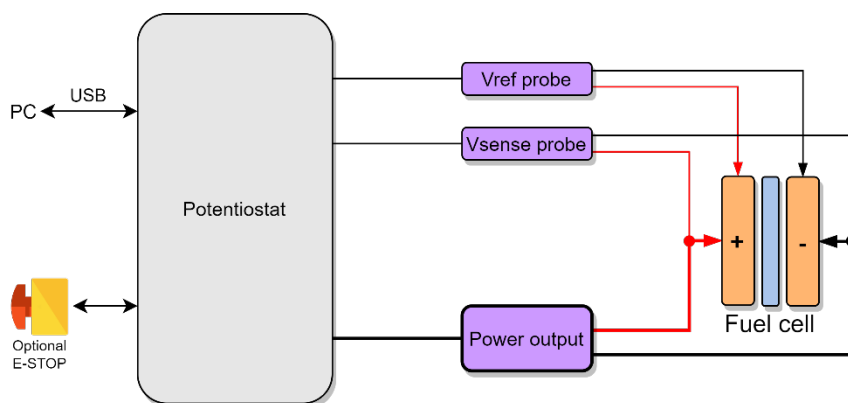 Vref probe
USB
PC
Vsense probe
Potentiostat
+
-
Fuel cell
Power output
Optional
E-STOP